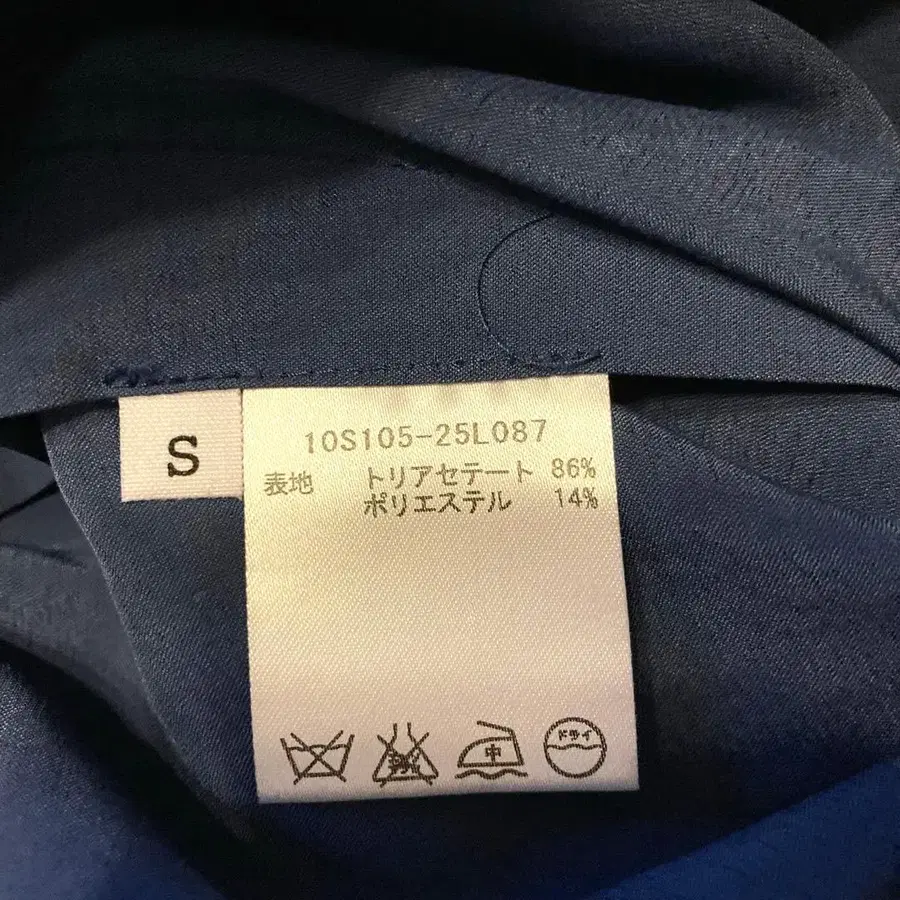 S
10S105-25L087
表地 トリアセテート 86%
ポリエステル 14%
中
ドライ